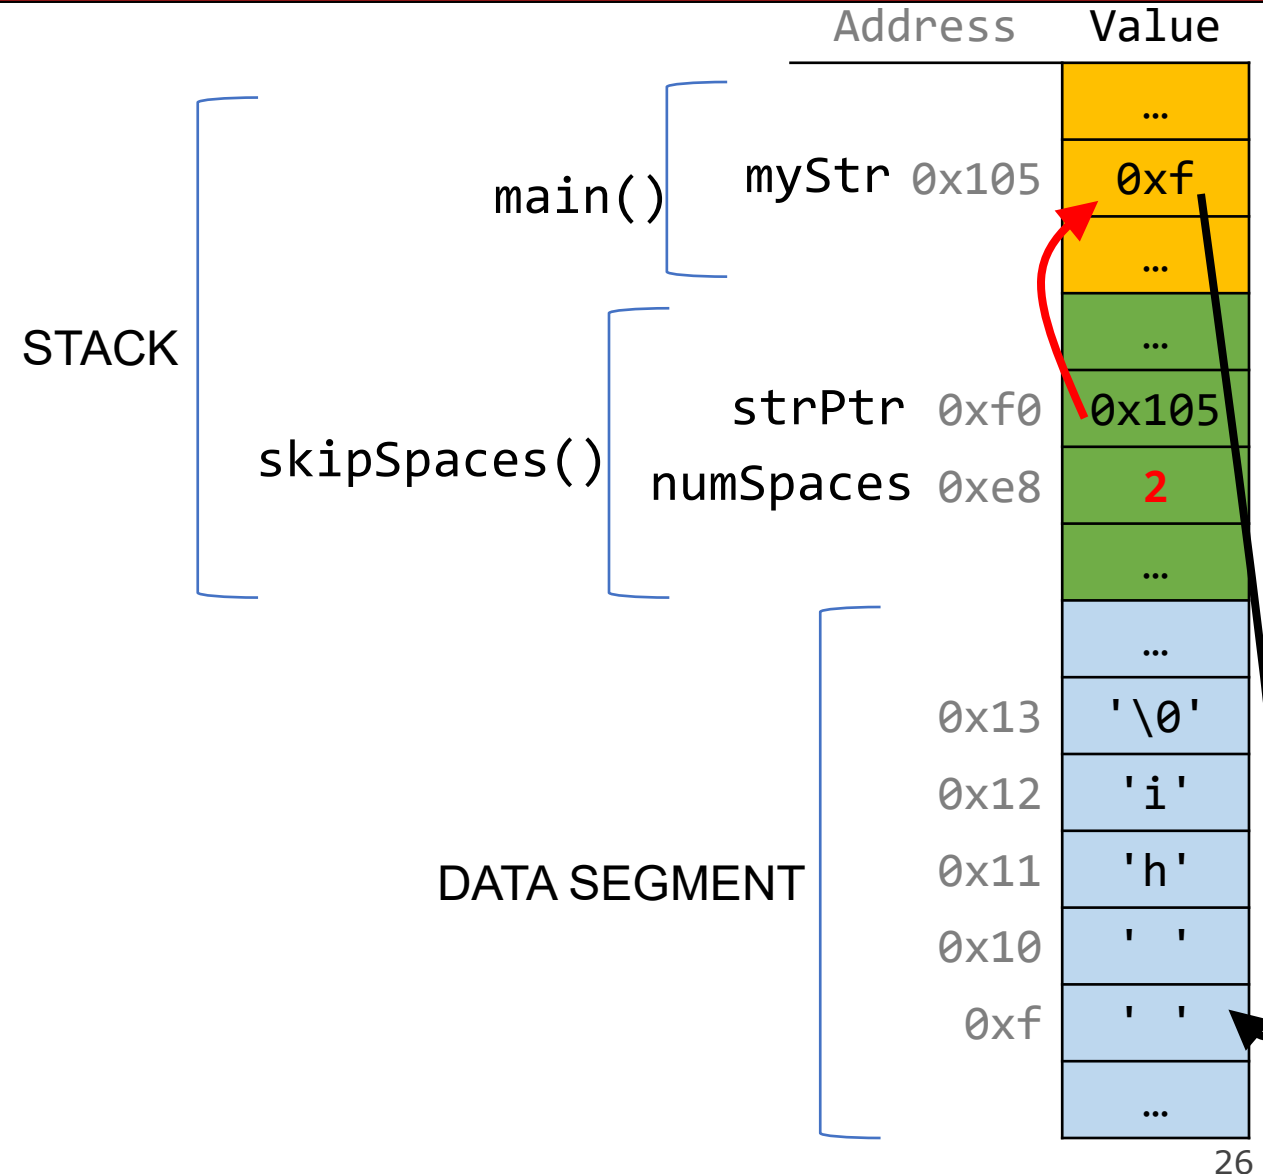 Address Value
…
main() myStr 0x105 0xf
…
STACK
…
strPtr 0xf0 0x105
skipSpaces()
numSpaces 0xe8 2
…
…
0x13 '\0'
0x12 'i'
DATA SEGMENT 0x11 'h'
0x10 ' '
0xf ' '
…
26